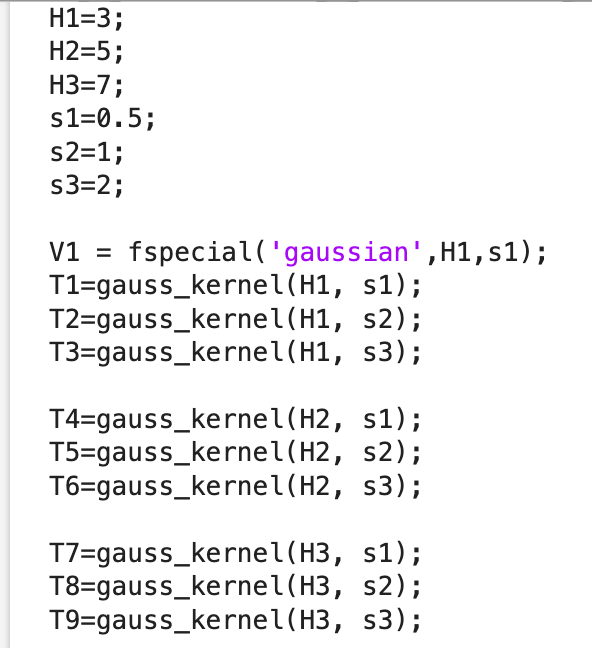 H1=3;
H2=5;
H3=7;
s1=0.5;
s2=1;
s3=2;
V1 = fspecial('gaussian',H1,s1);
T1=gauss_kernel(H1, s1);
T2=gauss_kernel(H1, s2);
T3=gauss_kernel(H1, s3);
T4=gauss_kernel(H2, s1);
T5=gauss_kernel(H2, s2);
T6=gauss_kernel(H2, s3);
T7=gauss_kernel(H3, s1);
T8=gauss_kernel(H3, s2);
T9=gauss_kernel(H3, s3);